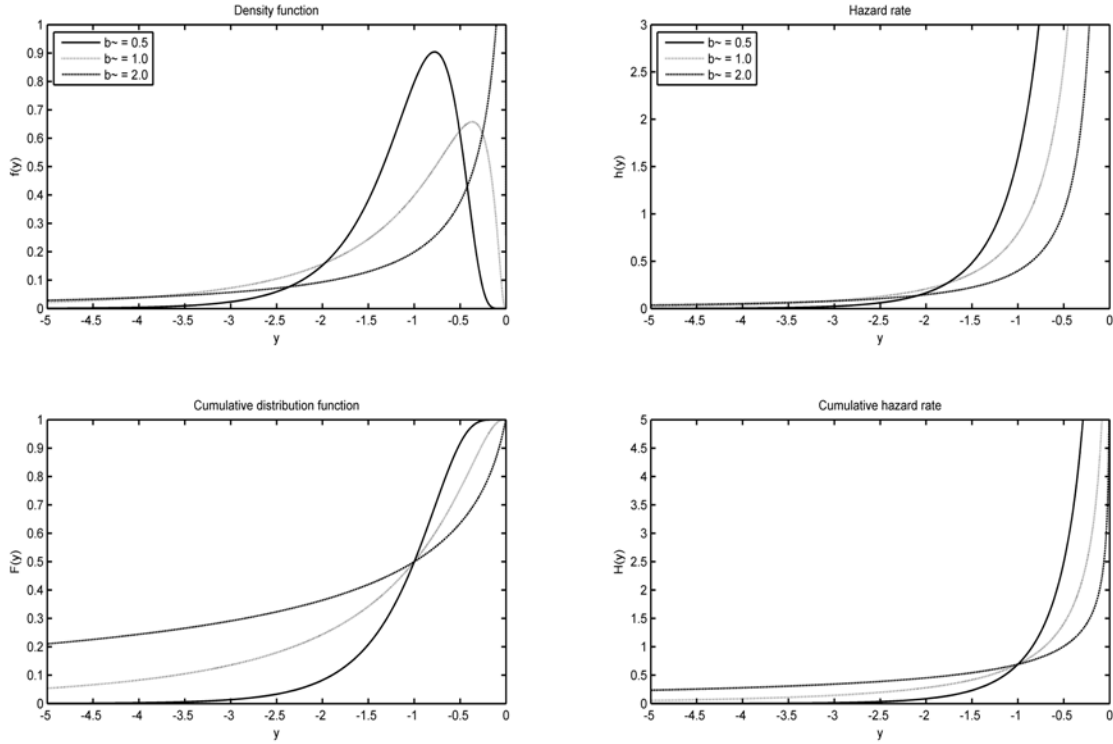 Density function
b~ = 0.5
b~ = 1.0
b~ = 2.0
f(y)
1
0.9
0.8
0.7
0.6
0.5
0.4
0.3
0.2
0.1
0
-5 -4.5 -4 -3.5 -3 -2.5 -2 -1.5 -1 -0.5 0
y
Hazard rate
b~ = 0.5
b~ = 1.0
b~ = 2.0
h(y)
3
2.5
2
1.5
1
0.5
0
-5 -4.5 -4 -3.5 -3 -2.5 -2 -1.5 -1 -0.5 0
y
Cumulative distribution function
F(y)
1
0.9
0.8
0.7
0.6
0.5
0.4
0.3
0.2
0.1
0
-5 -4.5 -4 -3.5 -3 -2.5 -2 -1.5 -1 -0.5 0
y
Cumulative hazard rate
H(y)
5
4.5
4
3.5
3
2.5
2
1.5
1
0.5
0
-5 -4.5 -4 -3.5 -3 -2.5 -2 -1.5 -1 -0.5 0
y